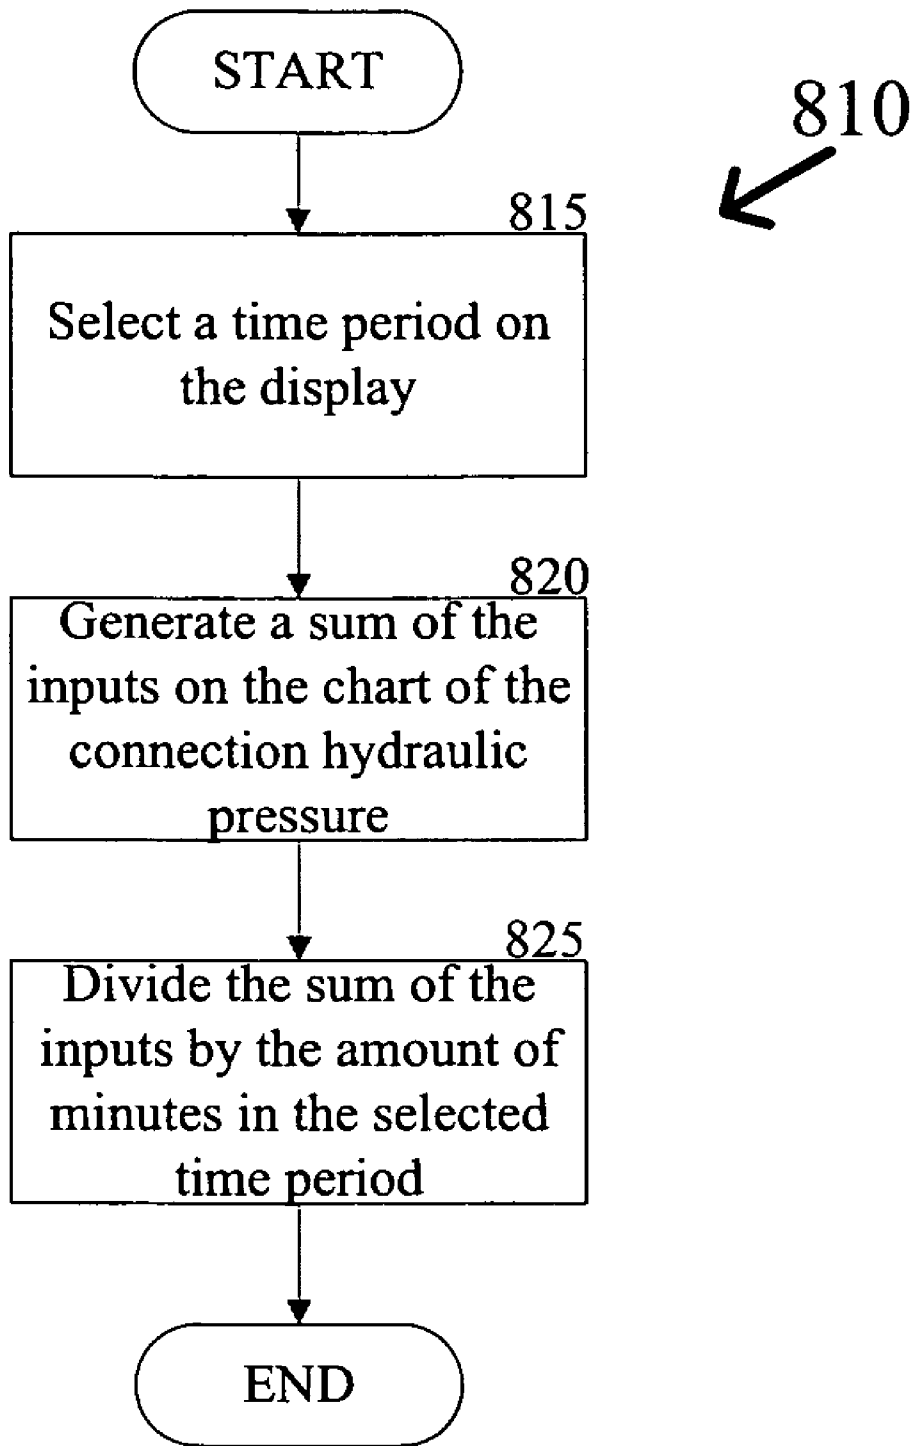 START
810
815
Select a time period on
the display
820
Generate a sum of the
inputs on the chart of the
connection hydraulic
pressure
825
Divide the sum of the
inputs by the amount of
minutes in the selected
time period
END